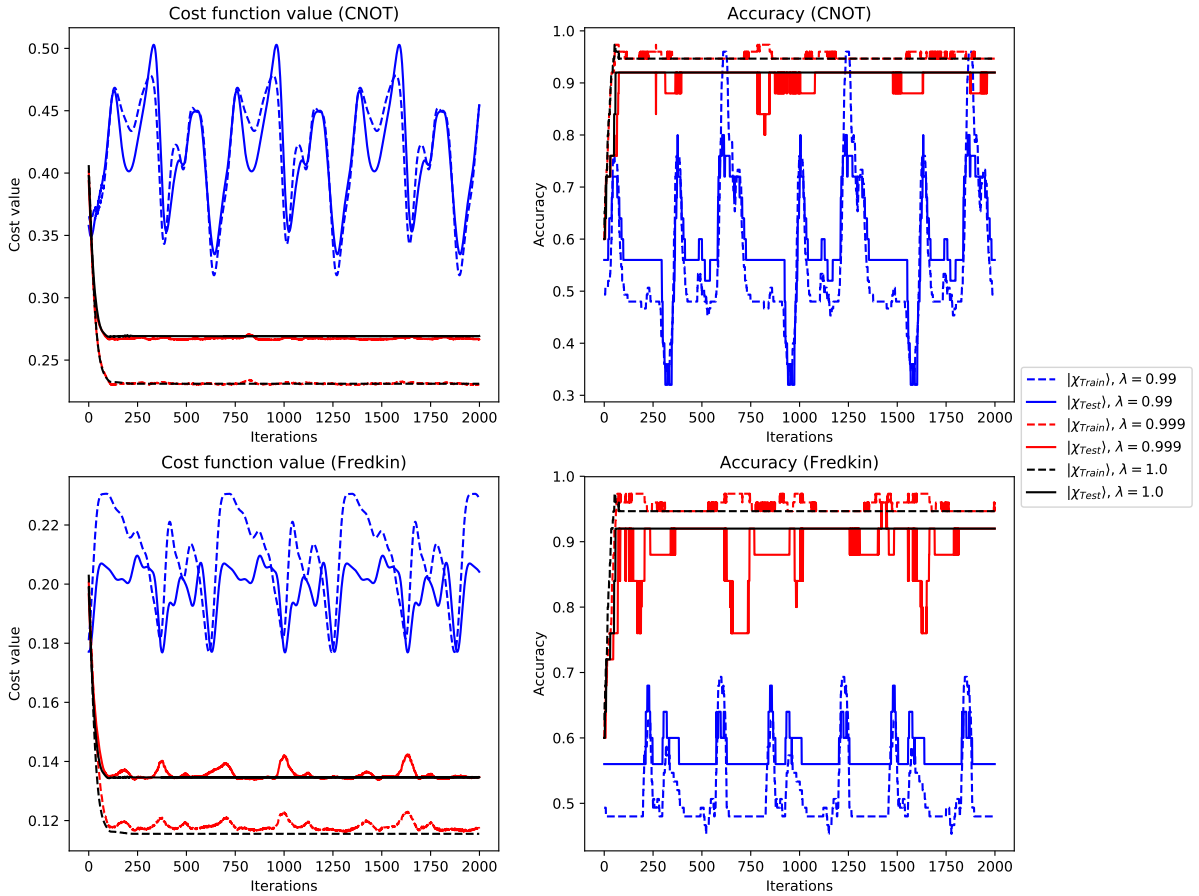 Cost function value (CNOT)
0.50
0.45
0.40
0.35
0.30
0.25
Cost value
0 250 500 750 1000 1250 1500 1750 2000
Iterations
Accuracy (CNOT)
1.0
0.9
0.8
0.7
0.6
0.5
0.4
0.3
Accuracy
0 250 500 750 1000 1250 1500 1750 2000
Iterations
|χTrain⟩, λ = 0.99
|χTest⟩, λ = 0.99
|χTrain⟩, λ = 0.999
|χTest⟩, λ = 0.999
|χTrain⟩, λ = 1.0
|χTest⟩, λ = 1.0
Cost function value (Fredkin)
0.22
0.20
0.18
0.16
0.14
0.12
Cost value
0 250 500 750 1000 1250 1500 1750 2000
Iterations
Accuracy (Fredkin)
1.0
0.9
0.8
0.7
0.6
0.5
Accuracy
0 250 500 750 1000 1250 1500 1750 2000
Iterations